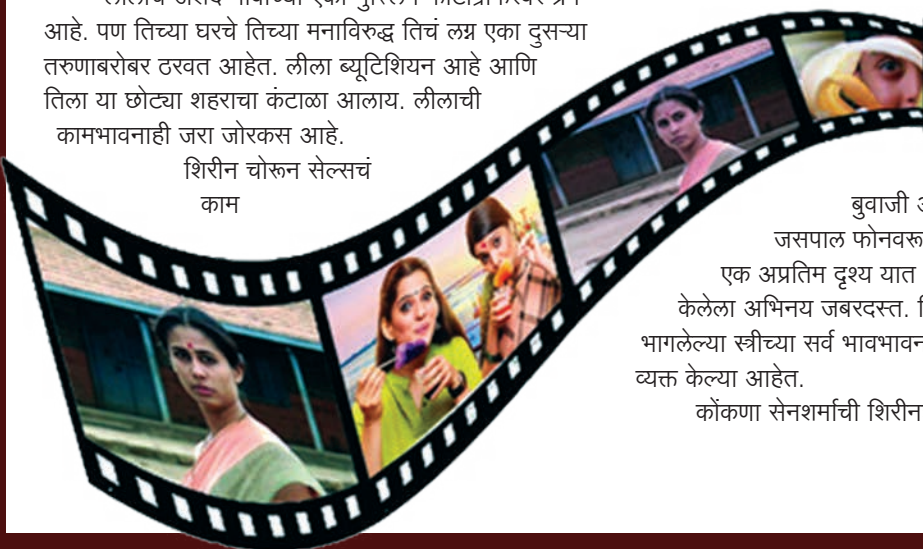 आहे. पण तिच्या घरचे तिच्या मनाविरुद्ध तिचं लग्न एका दुसऱ्या
तरुणाबरोबर ठरवत आहेत. लीला ब्यूटिशियन आहे आणि
तिला या छोट्या शहराचा कंटाळा आलाय. लीलाची
कामभावनाही जरा जोरकस आहे.
शिरीन चोरून सेल्सचं
काम
बुवाजी
जसपाल फोनवरू
एक अप्रतिम दृश्य यात
केलेला अभिनय जबरदस्त.
भागलेल्या स्त्रीच्या सर्व भावभावन
व्यक्त केल्या आहेत.
कोंकणा सेनशर्माची शिरीन